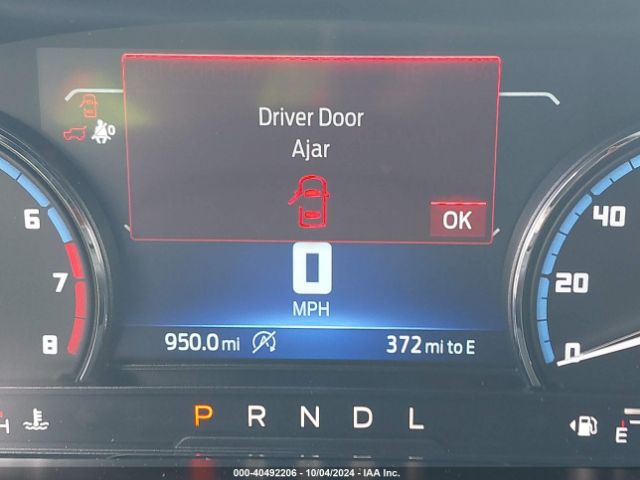 Driver Door
Ajar
OK
6
7
8
40
20
0
0
MPH
950.0 mi
372 mi to E
P R N D L
H
E
000-40492206 - 10/04/2024 - IAA Inc.